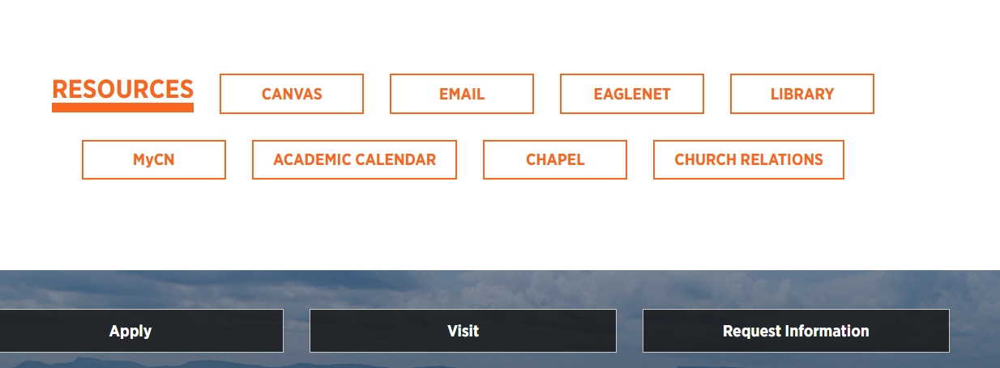 RESOURCES CANVAS EMAIL EAGLENET LIBRARY
MyCN ACADEMIC CALENDAR CHAPEL CHURCH RELATIONS
Apply Visit Request Information